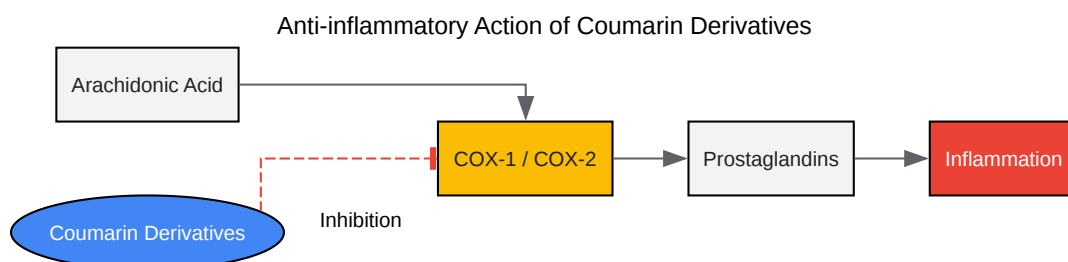 Anti-inflammatory Action of Coumarin Derivatives
Arachidonic Acid
COX-1 / COX-2
Prostaglandins
Inflammation
Inhibition
Coumarin Derivatives